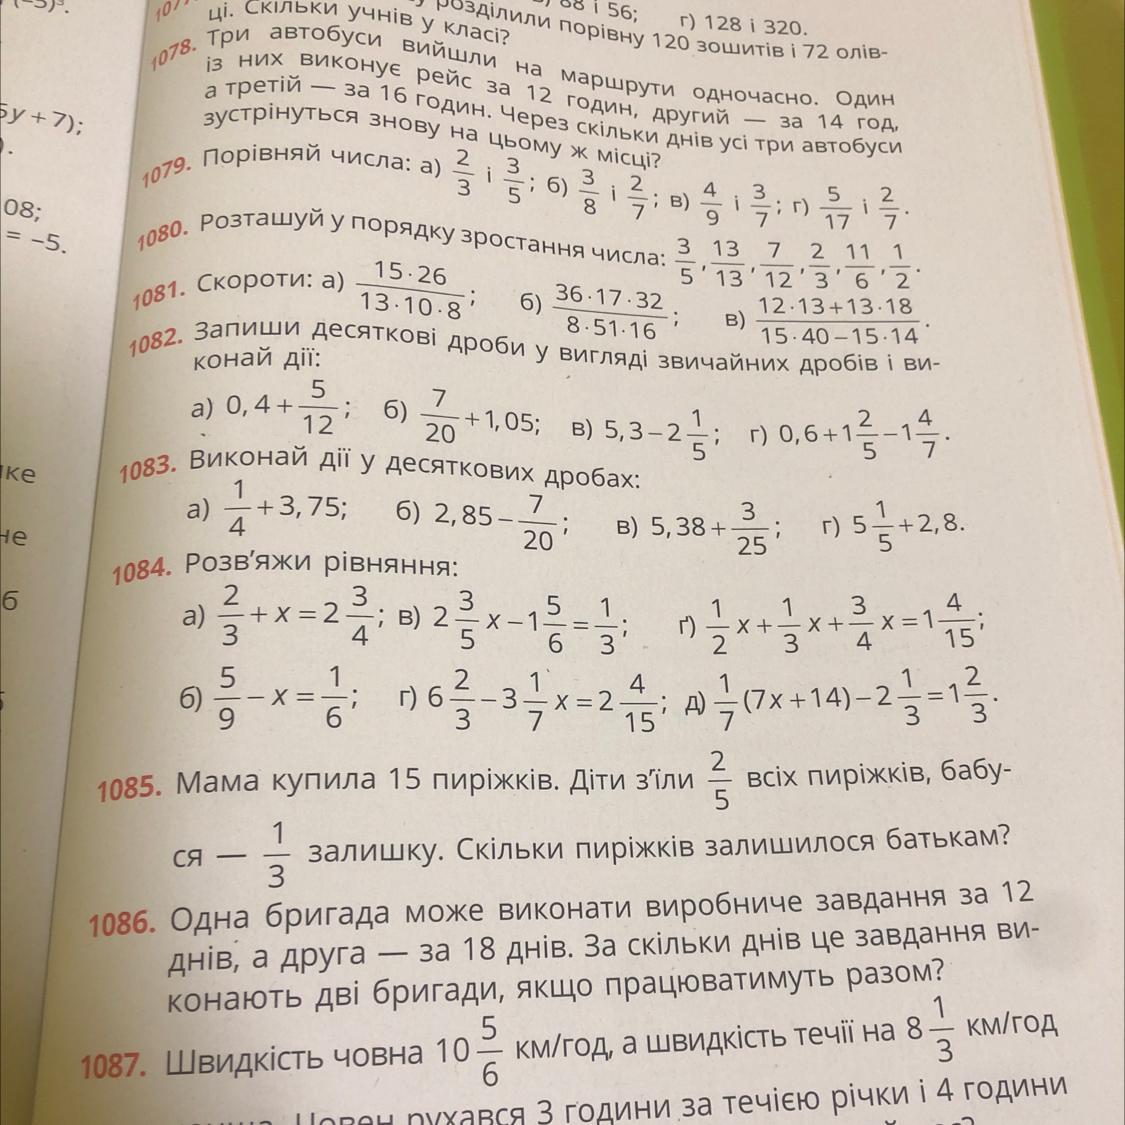 5y + 7);
08;
= –5.
88 і 56; г) 128 і 320.
розділили порівну 120 зошитів і 72 олів-
ці. Скільки учнів у класі?
1078. Три автобуси вийшли на маршрути одночасно. Один
із них виконує рейс за 12 годин, другий — за 14 год,
а третій — за 16 годин. Через скільки днів усі три автобуси
зустрінуться знову на цьому ж місці?
1079. Порівняй числа: а) 2/3 і 3/5; б) 3/8 і 2/7; в) 4/9 і 3/7; г) 5/17 і 2/7.
1080. Розташуй у порядку зростання числа: 3/5, 13/13, 7/12, 2/3, 11/6, 1/2.
1081. Скороти: а) 15·26/13·10·8; б) 36·17·32/8·51·16; в) 12·13+13·18/15·40–15·14.
1082. Запиши десяткові дроби у вигляді звичайних дробів і ви-
конай дії:
а) 0,4 + 5/12; б) 7/20 + 1,05; в) 5,3 – 2 1/5; г) 0,6 + 1 2/5 – 1 4/7.
1083. Виконай дії у десяткових дробах:
а) 1/4 + 3,75; б) 2,85 – 7/20; в) 5,38 + 3/25; г) 5 1/5 + 2,8.
1084. Розв’яжи рівняння:
а) 2/3 + x = 2 3/4; в) 2 3/5 x – 1 5/6 = 1/3; ґ) 1/2 x + 1/3 x + 3/4 x = 1 4/15;
б) 5/9 – x = 1/6; г) 6 2/3 – 3 1/7 x = 2 4/15; д) 1/7 (7x + 14) – 2 1/3 = 1 2/3.
1085. Мама купила 15 пиріжків. Діти з’їли 2/5 всіх пиріжків, бабу-
ся — 1/3 залишку. Скільки пиріжків залишилося батькам?
1086. Одна бригада може виконати виробниче завдання за 12
днів, а друга — за 18 днів. За скільки днів це завдання ви-
конають дві бригади, якщо працюватимуть разом?
1087. Швидкість човна 10 5/6 км/год, а швидкість течії на 8 1/3 км/год
Човен рухався 3 години за течією річки і 4 години